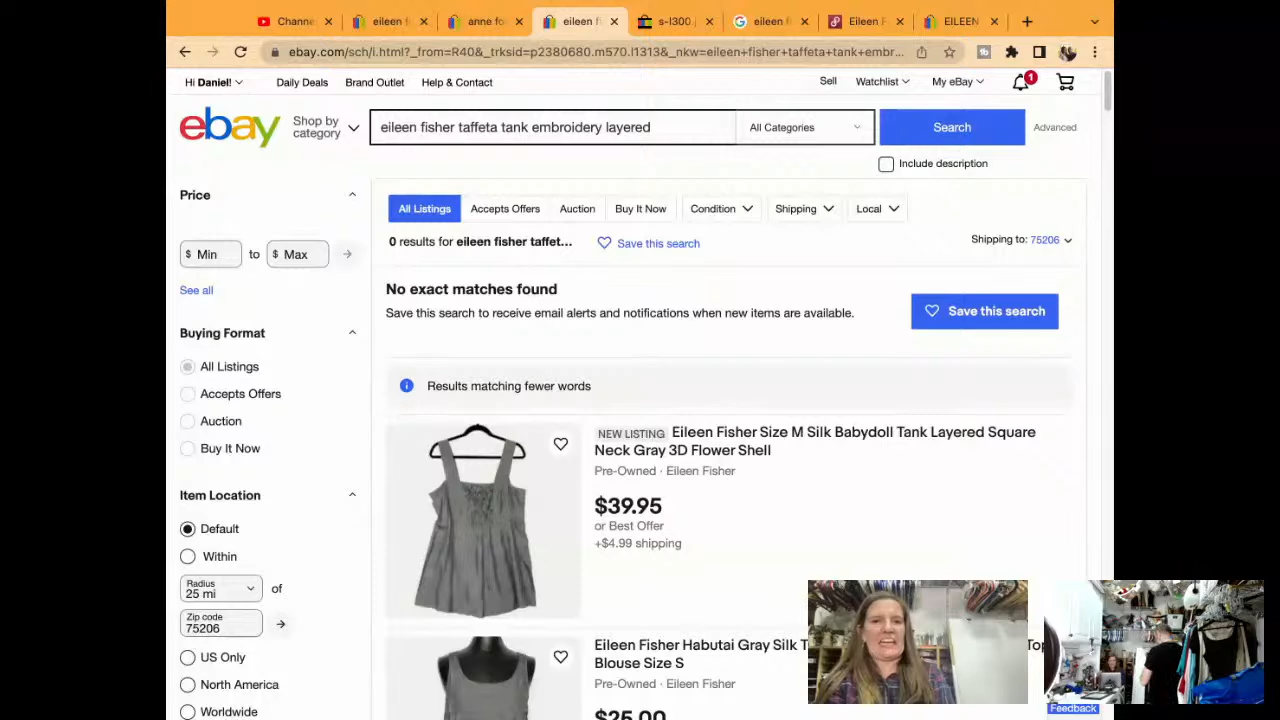 Channe
eileen f
anne fo
eileen f
s-l300.j
eileen f
Eileen F
EILEEN
ebay.com/sch/i.html?_from=R40&_trksid=p2380680.m570.l1313&_nkw=eileen+fisher+taffeta+tank+embr...
Hi Daniel!
Daily Deals
Brand Outlet
Help & Contact
Sell
Watchlist
My eBay
1
ebay
Shop by
category
eileen fisher taffeta tank embroidery layered
All Categories
Search
Advanced
Include description
Price
$ Min
to
$ Max
See all
Buying Format
All Listings
Accepts Offers
Auction
Buy It Now
Item Location
Default
Within
Radius
25 mi
of
Zip code
75206
US Only
North America
Worldwide
All Listings
Accepts Offers
Auction
Buy It Now
Condition
Shipping
Local
0 results for eileen fisher taffet...
Save this search
Shipping to: 75206
No exact matches found
Save this search to receive email alerts and notifications when new items are available.
Save this search
Results matching fewer words
NEW LISTING Eileen Fisher Size M Silk Babydoll Tank Layered Square
Neck Gray 3D Flower Shell
Pre-Owned · Eileen Fisher
$39.95
or Best Offer
+$4.99 shipping
Eileen Fisher Habutai Gray Silk T
Top
Blouse Size S
Pre-Owned · Eileen Fisher
$25.00
Feedback